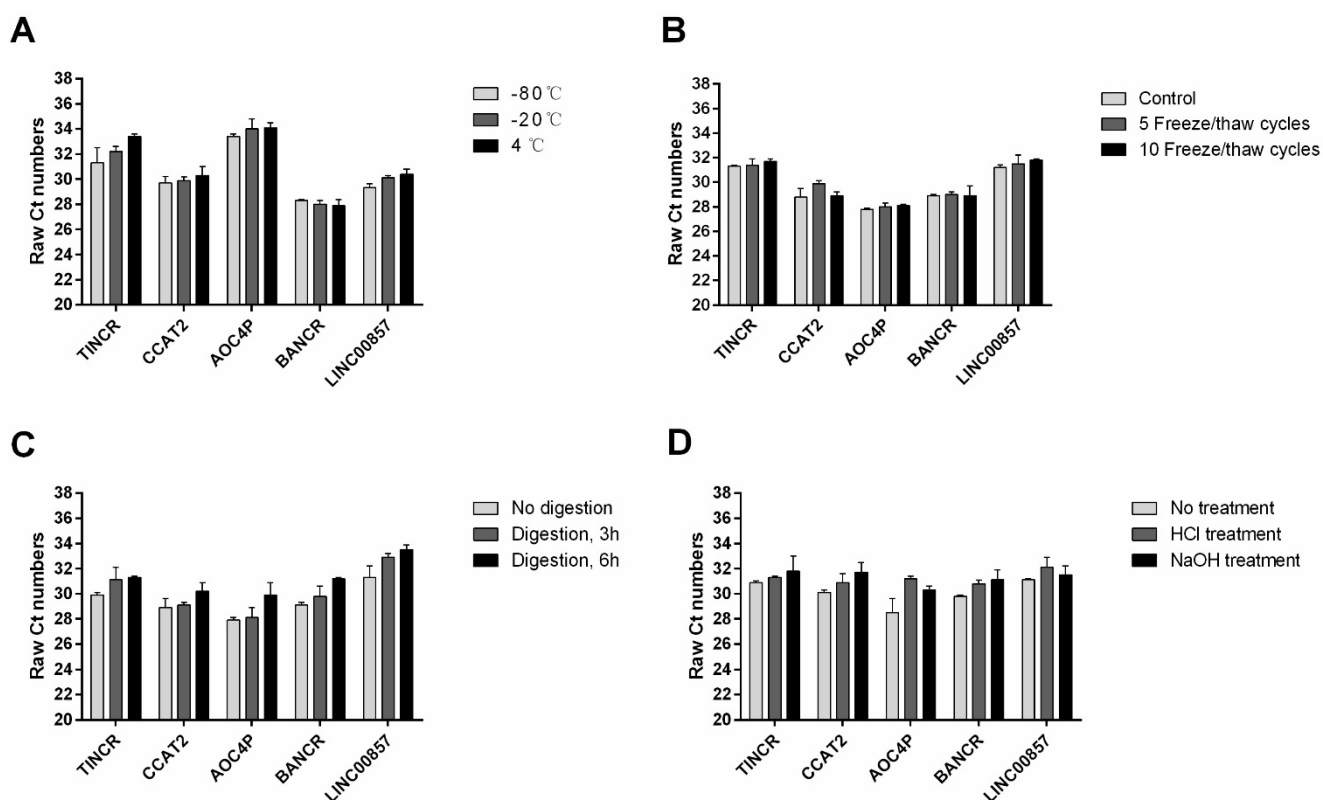 A
Raw Ct numbers
38
36
34
32
30
28
26
24
22
20
TINCR
CCAT2
AOC4P
BANCR
LINC00857
-80℃
-20℃
4 ℃
B
Raw Ct numbers
38
36
34
32
30
28
26
24
22
20
TINCR
CCAT2
AOC4P
BANCR
LINC00857
Control
5 Freeze/thaw cycles
10 Freeze/thaw cycles
C
Raw Ct numbers
38
36
34
32
30
28
26
24
22
20
TINCR
CCAT2
AOC4P
BANCR
LINC00857
No digestion
Digestion, 3h
Digestion, 6h
D
Raw Ct numbers
38
36
34
32
30
28
26
24
22
20
TINCR
CCAT2
AOC4P
BANCR
LINC00857
No treatment
HCl treatment
NaOH treatment